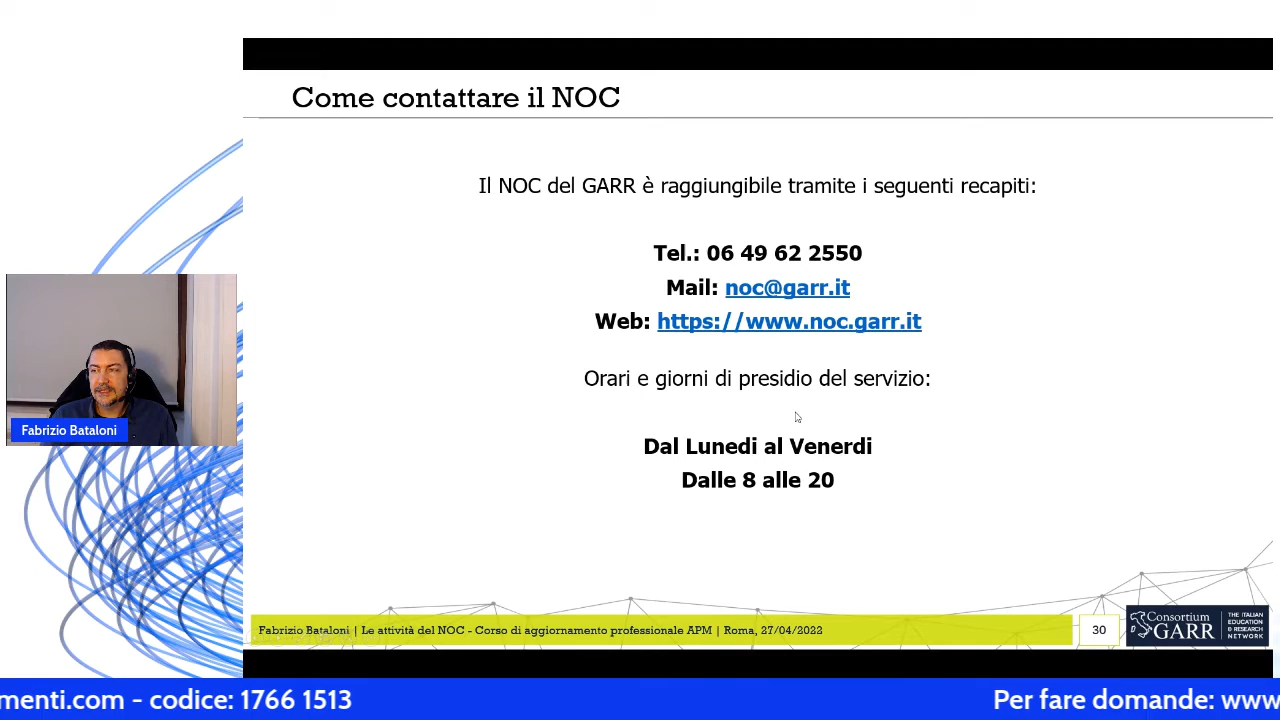 Come contattare il NOC
Il NOC del GARR è raggiungibile tramite i seguenti recapiti:
Tel.: 06 49 62 2550
Mail: noc@garr.it
Web: https://www.noc.garr.it
Orari e giorni di presidio del servizio:
Dal Lunedi al Venerdi
Dalle 8 alle 20
Fabrizio Bataloni
Fabrizio Bataloni | Le attività del NOC - Corso di aggiornamento professionale APM | Roma, 27/04/2022
30
Consortium
GARR
THE ITALIAN
EDUCATION
& RESEARCH
NETWORK
menti.com - codice: 1766 1513
Per fare domande: www